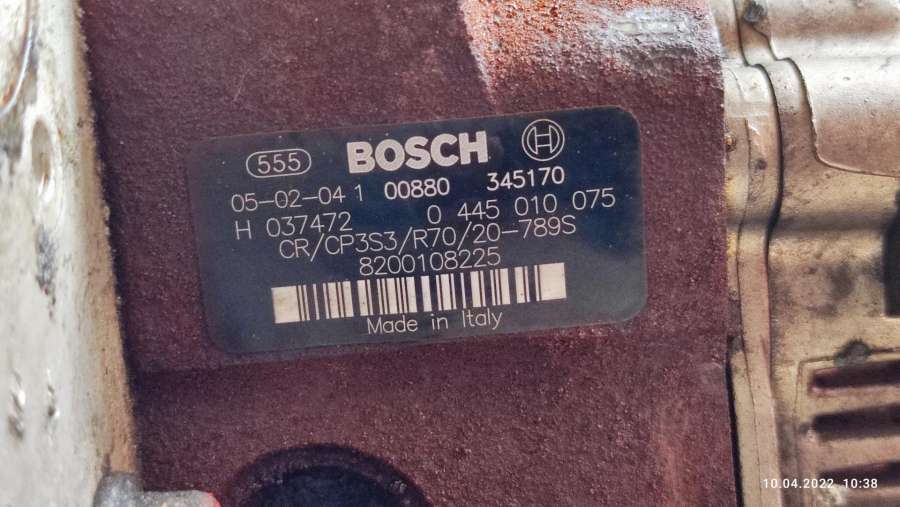 555 BOSCH H
05-02-04 1 00880 345170
H 037472 0 445 010 075
CR/CP3S3/R70/20-789S
8200108225
Made in Italy
10.04.2022 10:38